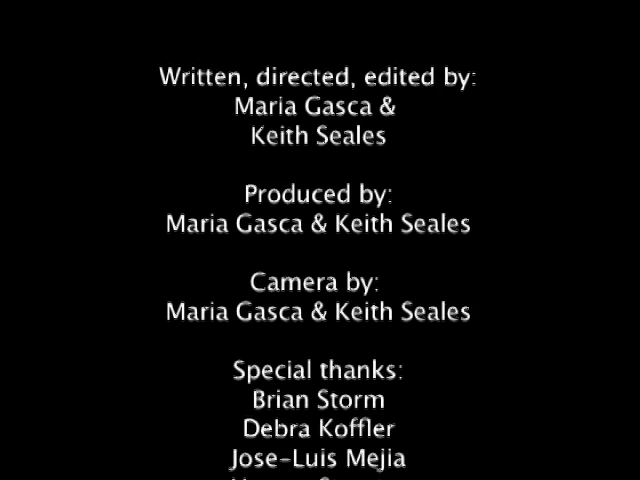 Written, directed, edited by:
Maria Gasca &
Keith Seales
Produced by:
Maria Gasca & Keith Seales
Camera by:
Maria Gasca & Keith Seales
Special thanks:
Brian Storm
Debra Koffler
Jose-Luis Mejia